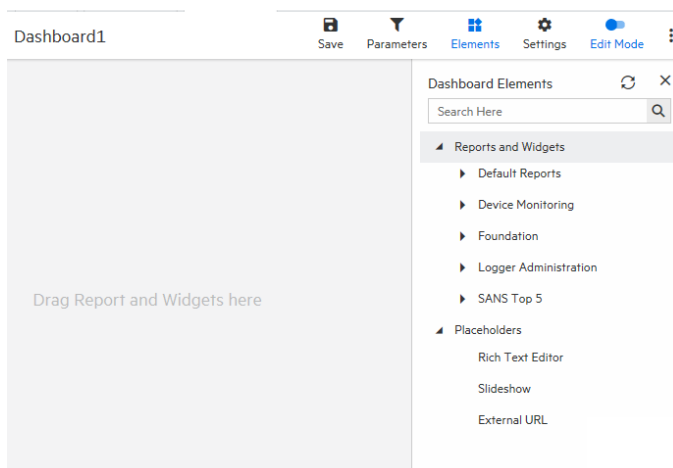 Dashboard1
Save Parameters Elements Settings Edit Mode
Dashboard Elements
Search Here
Reports and Widgets
Default Reports
Device Monitoring
Foundation
Logger Administration
SANS Top 5
Drag Report and Widgets here
Placeholders
Rich Text Editor
Slideshow
External URL